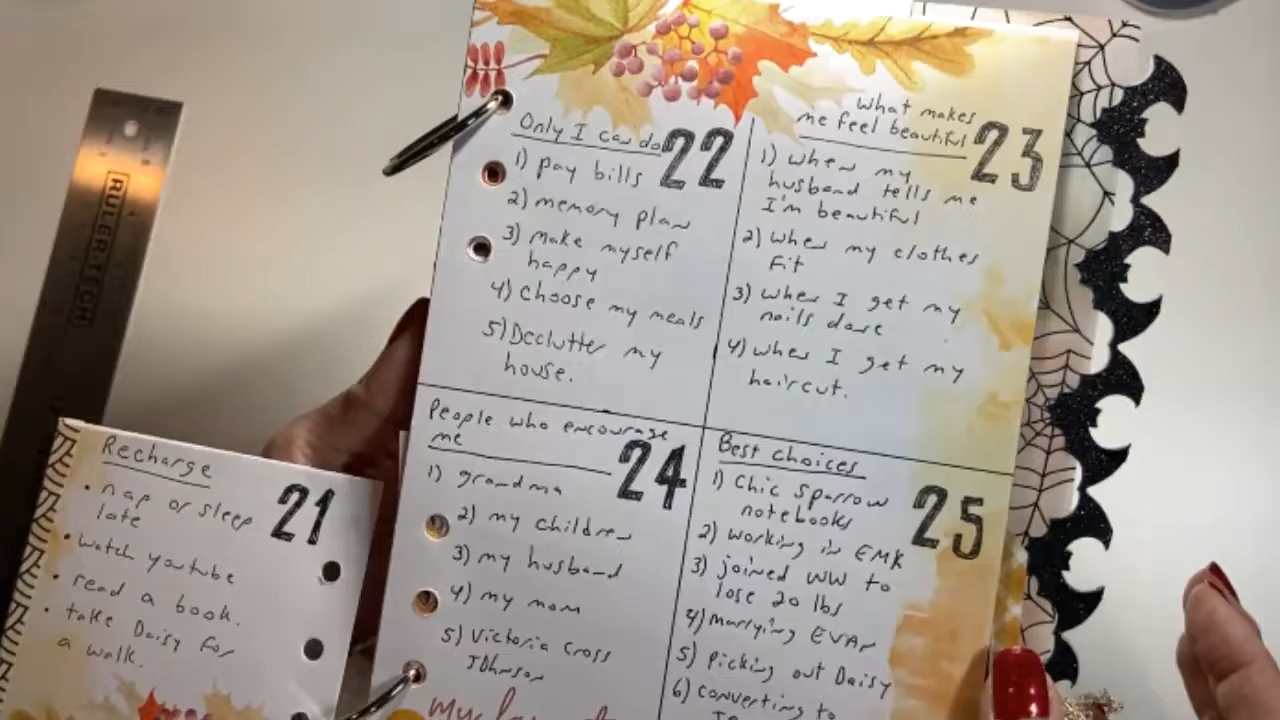 RULER.TECH
Only I can do
22
1) pay bills
2) memory plan
3) make myself
happy
4) choose my meals
5) Declutter my
house.
what makes
me feel beautiful
23
1) when my
husband tells me
I'm beautiful
2) when my clothes
fit
3) when I get my
nails done
4) when I get my
haircut.
People who encourage
me
24
1) grandma
2) my children
3) my husband
4) my mom
5) Victoria Cross
Johnson
Best choices
25
1) Chic Sparrow
notebooks
2) working in EMR
3) joined WW to
lose 20 lbs
4) Marrying EVAN
5) picking out Daisy
6) converting to
Recharge
21
• nap or sleep
late
• watch youtube
• read a book.
• take Daisy for
a walk.
my